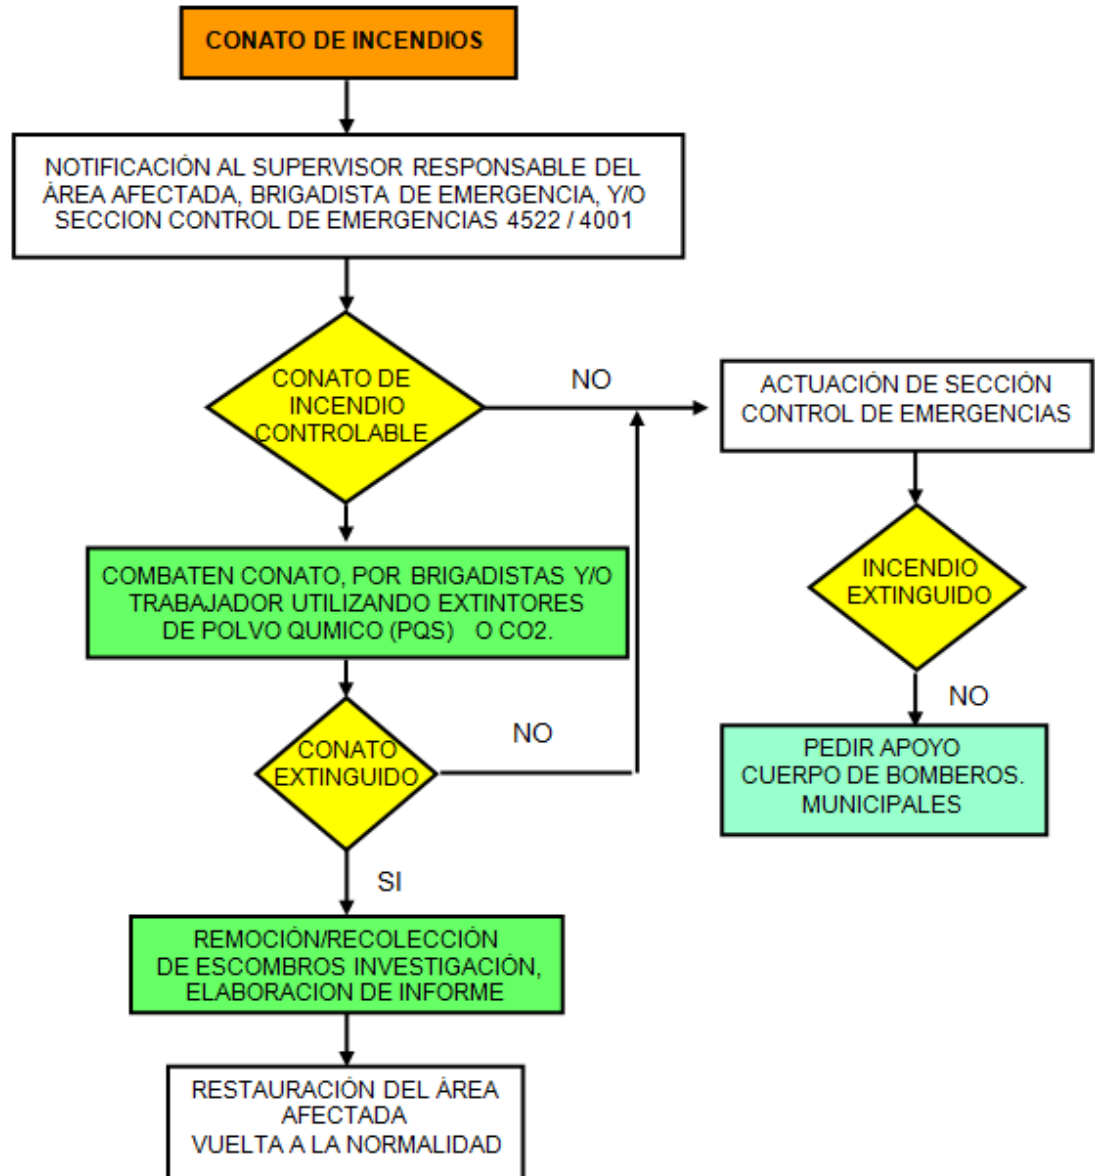 CONATO DE INCENDIOS
NOTIFICACIÓN AL SUPERVISOR RESPONSABLE DEL
ÀREA AFECTADA, BRIGADISTA DE EMERGENCIA, Y/O
SECCION CONTROL DE EMERGENCIAS 4522 / 4001
CONATO DE
INCENDIO
CONTROLABLE
NO
ACTUACIÓN DE SECCIÓN
CONTROL DE EMERGENCIAS
COMBATEN CONATO, POR BRIGADISTAS Y/O
TRABAJADOR UTILIZANDO EXTINTORES
DE POLVO QUMICO (PQS) O CO2.
INCENDIO
EXTINGUIDO
NO
CONATO
EXTINGUIDO
NO
PEDIR APOYO
CUERPO DE BOMBEROS.
MUNICIPALES
SI
REMOCIÓN/RECOLECCIÓN
DE ESCOMBROS INVESTIGACIÓN,
ELABORACION DE INFORME
RESTAURACIÓN DEL ÀREA
AFECTADA
VUELTA A LA NORMALIDAD